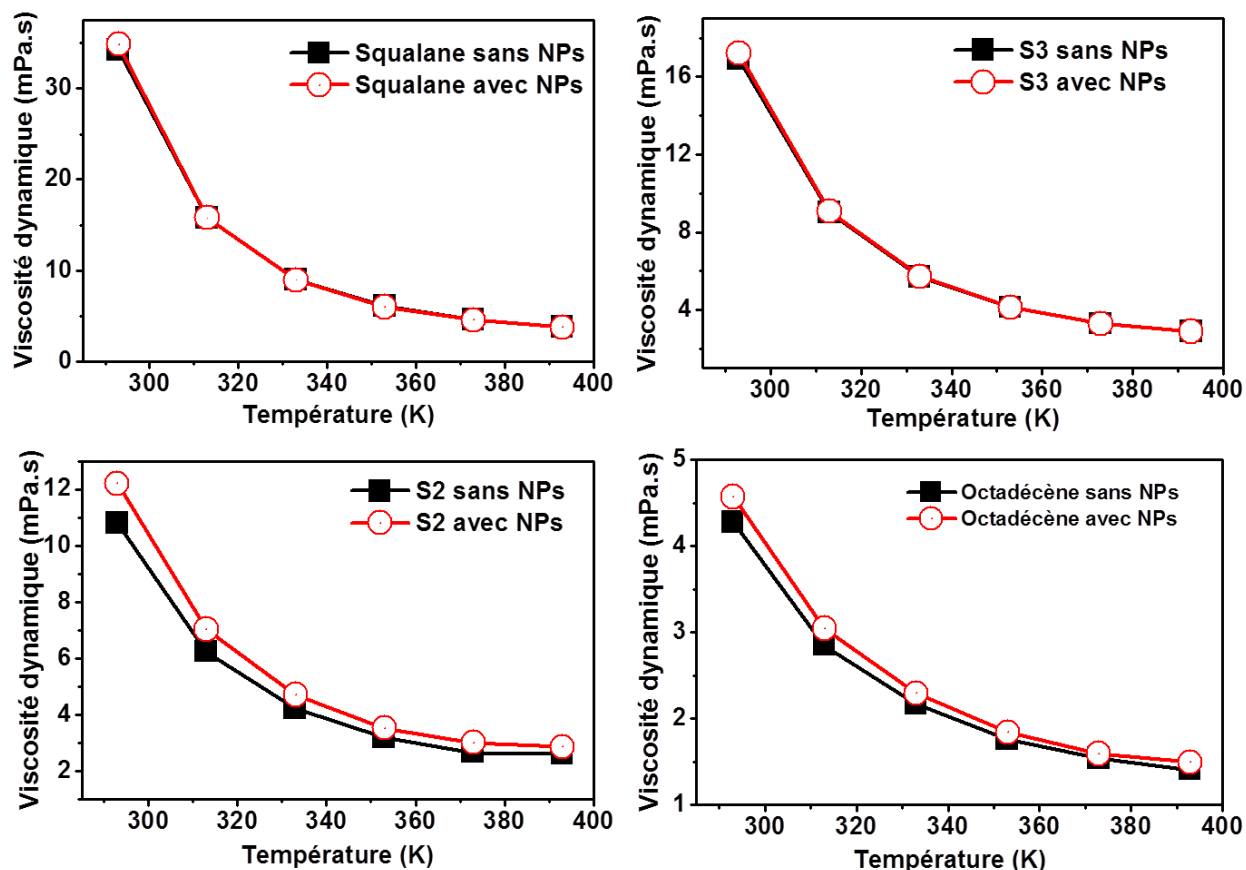 Viscosité dynamique (mPa.s)
30
20
10
0
Squalane sans NPs
Squalane avec NPs
300 320 340 360 380 400
Température (K)
Viscosité dynamique (mPa.s)
16
12
8
4
S3 sans NPs
S3 avec NPs
300 320 340 360 380 400
Température (K)
Viscosité dynamique (mPa.s)
12
10
8
6
4
2
S2 sans NPs
S2 avec NPs
300 320 340 360 380 400
Température (K)
Viscosité dynamique (mPa.s)
5
4
3
2
1
Octadécène sans NPs
Octadécène avec NPs
300 320 340 360 380 400
Température (K)